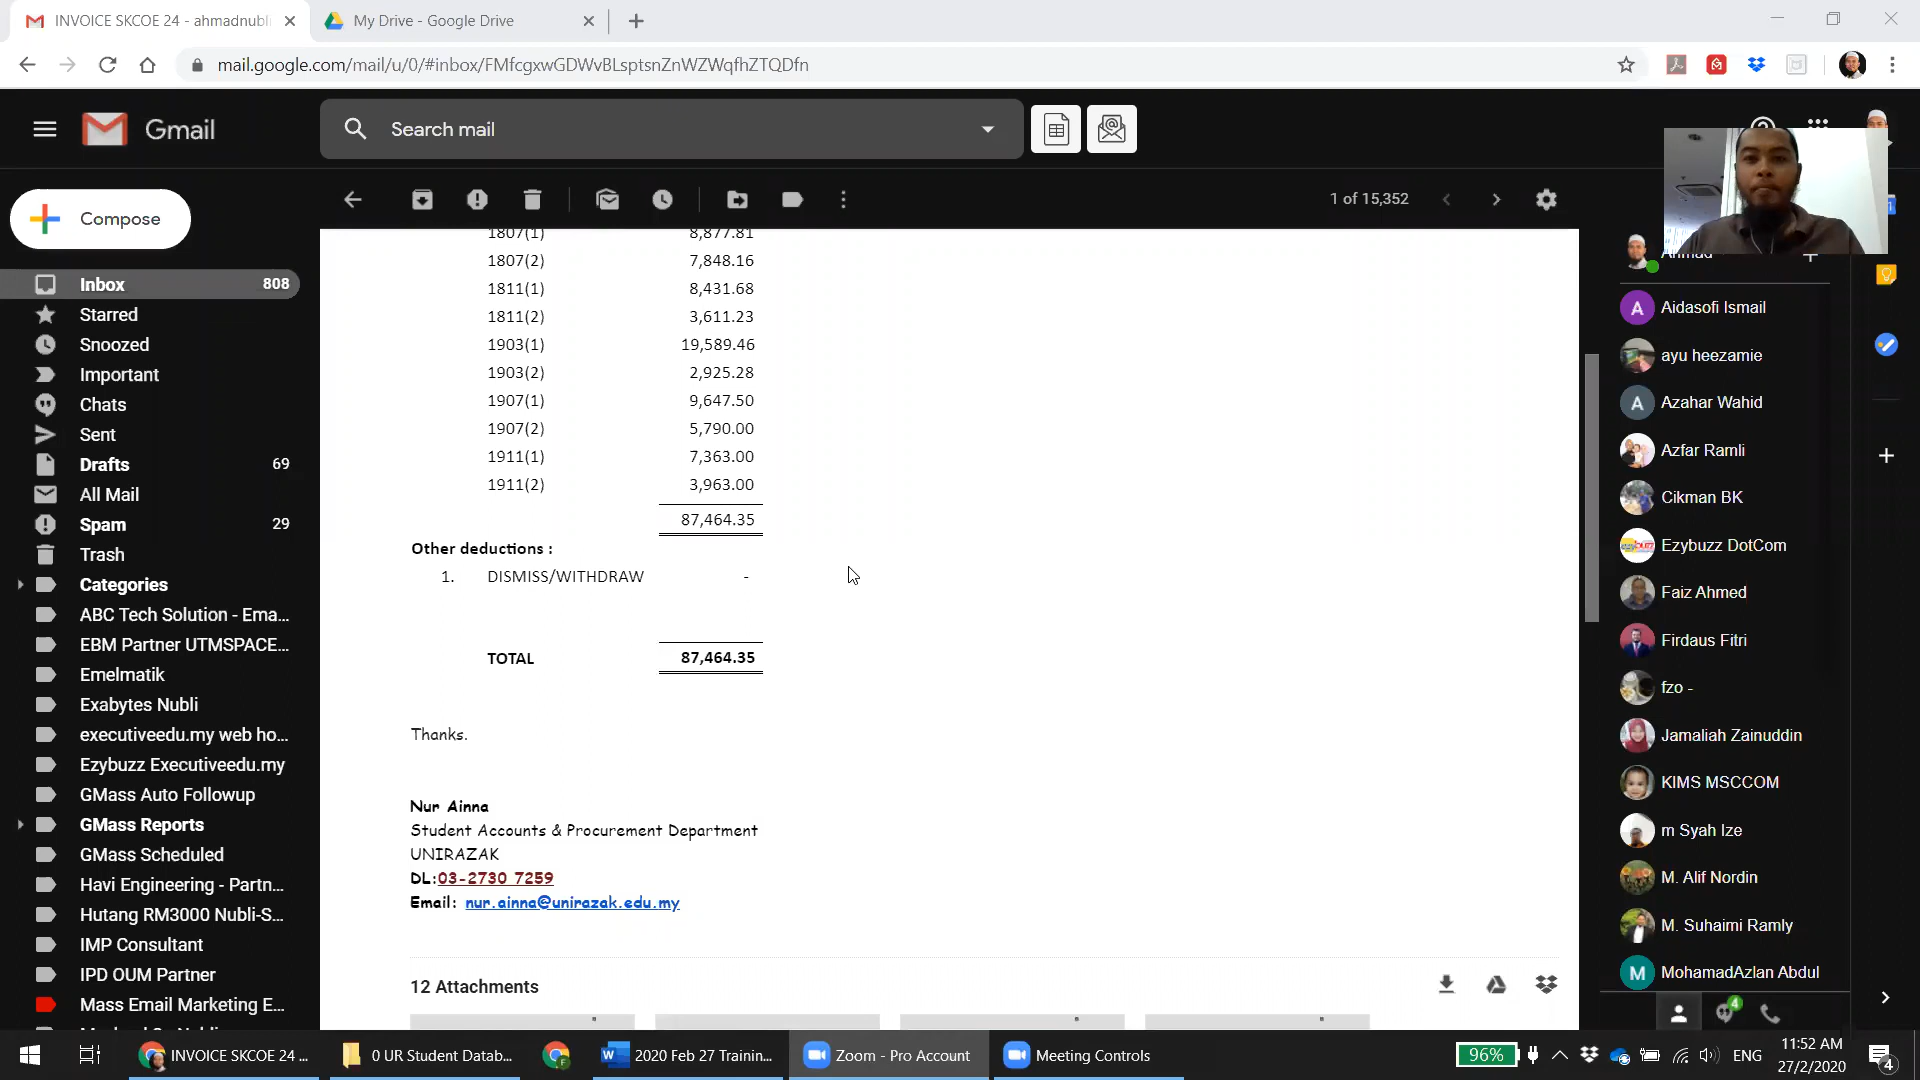 INVOICE SKCOE 24 - ahmadnubli
My Drive - Google Drive
mail.google.com/mail/u/0/#inbox/FMfcgxwGDWvBLsptsnZnWZWqfhZTQDfn
Gmail
Search mail
1 of 15,352
Compose
Inbox 808
Starred
Snoozed
Important
Chats
Sent
Drafts 69
All Mail
Spam 29
Trash
Categories
ABC Tech Solution - Ema...
EBM Partner UTMSPACE...
Emelmatik
Exabytes Nubli
executiveedu.my web ho...
Ezybuzz Executiveedu.my
GMass Auto Followup
GMass Reports
GMass Scheduled
Havi Engineering - Partn...
Hutang RM3000 Nubli-S...
IMP Consultant
IPD OUM Partner
Mass Email Marketing E...
1807(1) 8,877.81
1807(2) 7,848.16
1811(1) 8,431.68
1811(2) 3,611.23
1903(1) 19,589.46
1903(2) 2,925.28
1907(1) 9,647.50
1907(2) 5,790.00
1911(1) 7,363.00
1911(2) 3,963.00
87,464.35
Other deductions :
1. DISMISS/WITHDRAW -
TOTAL 87,464.35
Thanks.
Nur Ainna
Student Accounts & Procurement Department
UNIRAZAK
DL:03-2730 7259
Email: nur.ainna@unirazak.edu.my
12 Attachments
Ahmad
A Aidasofi Ismail
ayu heezamie
A Azahar Wahid
Azfar Ramli
Cikman BK
Ezybuzz DotCom
Faiz Ahmed
Firdaus Fitri
fzo -
Jamaliah Zainuddin
KIMS MSCCOM
m Syah Ize
M. Alif Nordin
M. Suhaimi Ramly
M MohamadAzlan Abdul
4
INVOICE SKCOE 24 ...
0 UR Student Datab...
2020 Feb 27 Trainin...
Zoom - Pro Account
Meeting Controls
96%
ENG
11:52 AM
27/2/2020
4